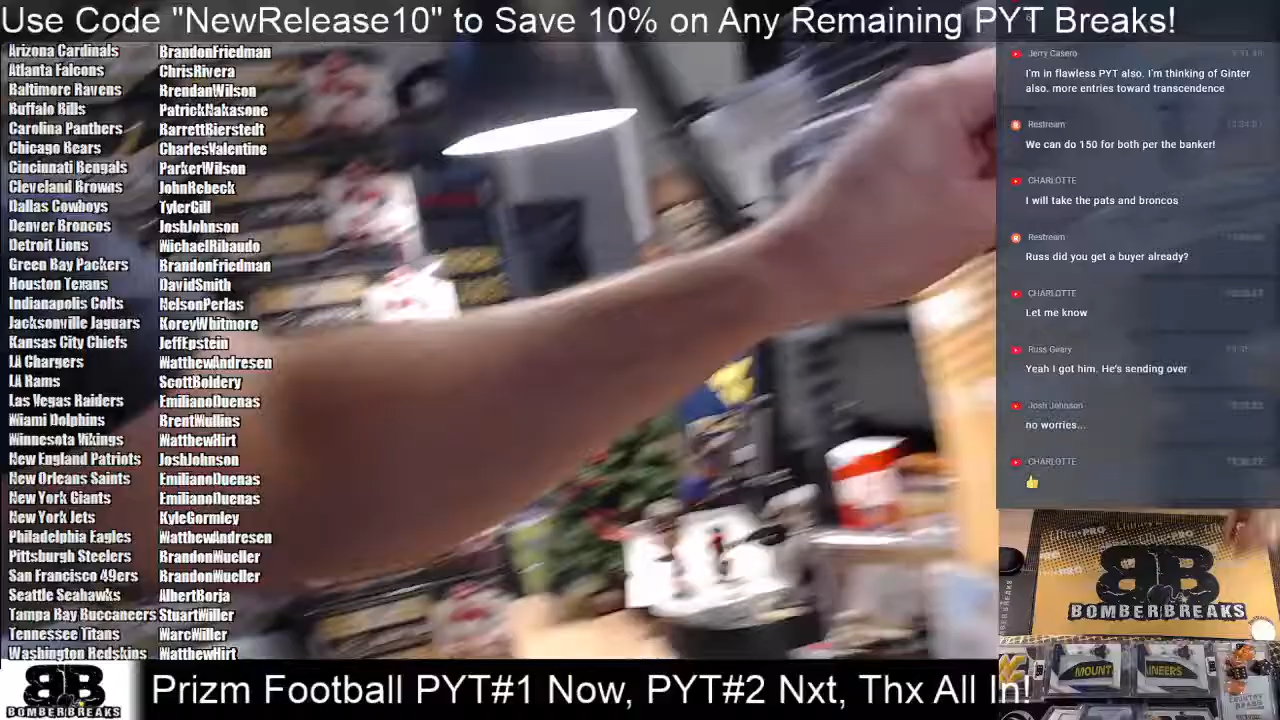 Use Code "NewRelease10" to Save 10% on Any Remaining PYT Breaks!
Arizona Cardinals BrandonFriedman
Atlanta Falcons ChrisRivera
Baltimore Ravens BrendanWilson
Buffalo Bills PatrickNakasone
Carolina Panthers BarrettBierstedt
Chicago Bears CharlesValentine
Cincinnati Bengals ParkerWilson
Cleveland Browns JohnRebeck
Dallas Cowboys TylerGill
Denver Broncos JoshJohnson
Detroit Lions MichaelRibaudo
Green Bay Packers BrandonFriedman
Houston Texans DavidSmith
Indianapolis Colts NelsonPerlas
Jacksonville Jaguars KoreyWhitmore
Kansas City Chiefs JeffEpstein
LA Chargers MatthewAndresen
LA Rams ScottBoldery
Las Vegas Raiders EmilianoDuenas
Miami Dolphins BrentMullins
Minnesota Vikings MatthewHirt
New England Patriots JoshJohnson
New Orleans Saints EmilianoDuenas
New York Giants EmilianoDuenas
New York Jets KyleGormley
Philadelphia Eagles MatthewAndresen
Pittsburgh Steelers BrandonMueller
San Francisco 49ers BrandonMueller
Seattle Seahawks AlbertBorja
Tampa Bay Buccaneers StuartMiller
Tennessee Titans MarcMiller
Washington Redskins MatthewHirt
Jerry Casero
I'm in flawless PYT also. I'm thinking of Ginter
also. more entries toward transcendence
Restream
We can do 150 for both per the banker!
CHARLOTTE
I will take the pats and broncos
Restream
Russ did you get a buyer already?
CHARLOTTE
Let me know
Russ Geary
Yeah I got him. He's sending over
Josh Johnson
no worries...
CHARLOTTE
👍
BB
BOMBERBREAKS
MOUNT
INEERS
BB
BOMBERBREAKS
Prizm Football PYT#1 Now, PYT#2 Nxt, Thx All In!